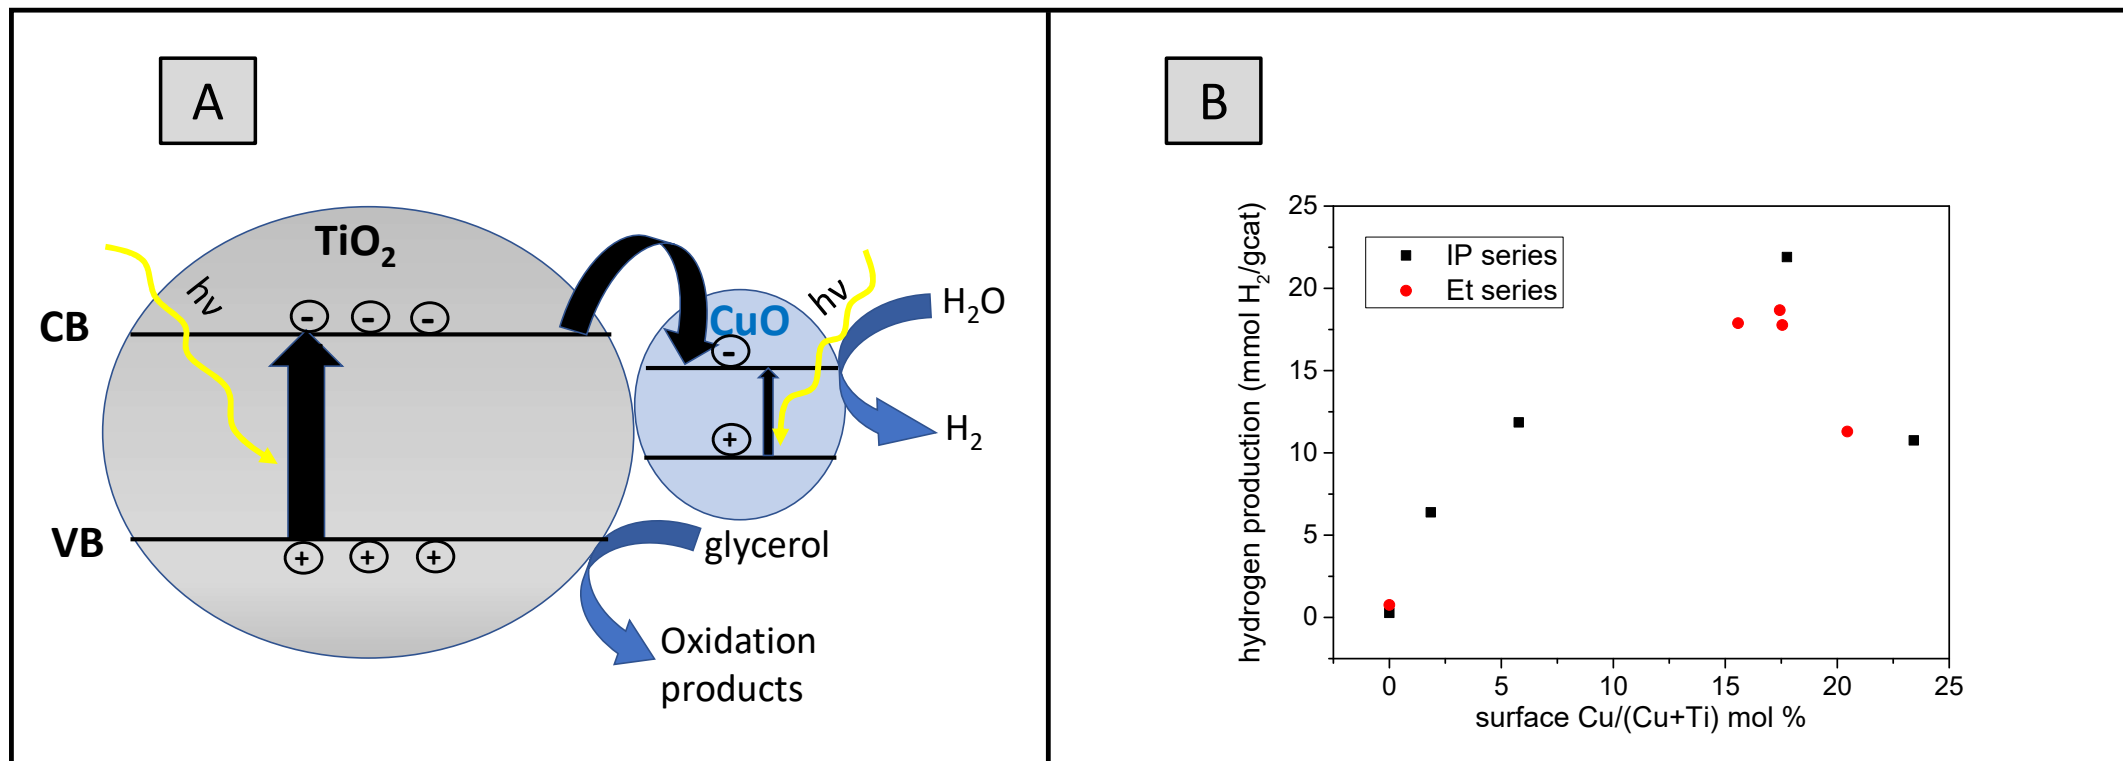 A
TiO₂
hν
CB
CuO
hν
H₂O
H₂
VB
glycerol
Oxidation
products
- - -
-
+
+ + +
B
hydrogen production (mmol H₂/gcat)
25
20
15
10
5
0
IP series
Et series
0 5 10 15 20 25
surface Cu/(Cu+Ti) mol %